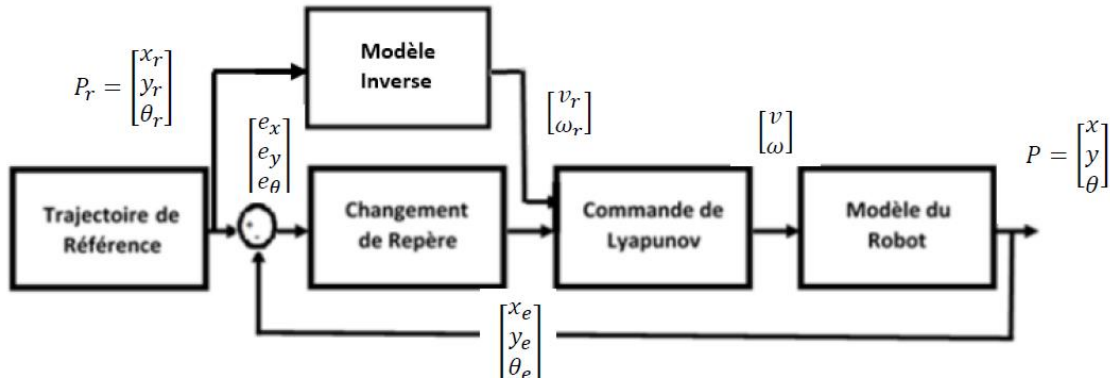 Modèle
Inverse
P_r = [x_r
y_r
θ_r]
[v_r
ω_r]
[v
ω]
P = [x
y
θ]
[e_x
e_y
e_θ]
Trajectoire de
Référence
Changement
de Repère
Commande de
Lyapunov
Modèle du
Robot
[x_e
y_e
θ_e]